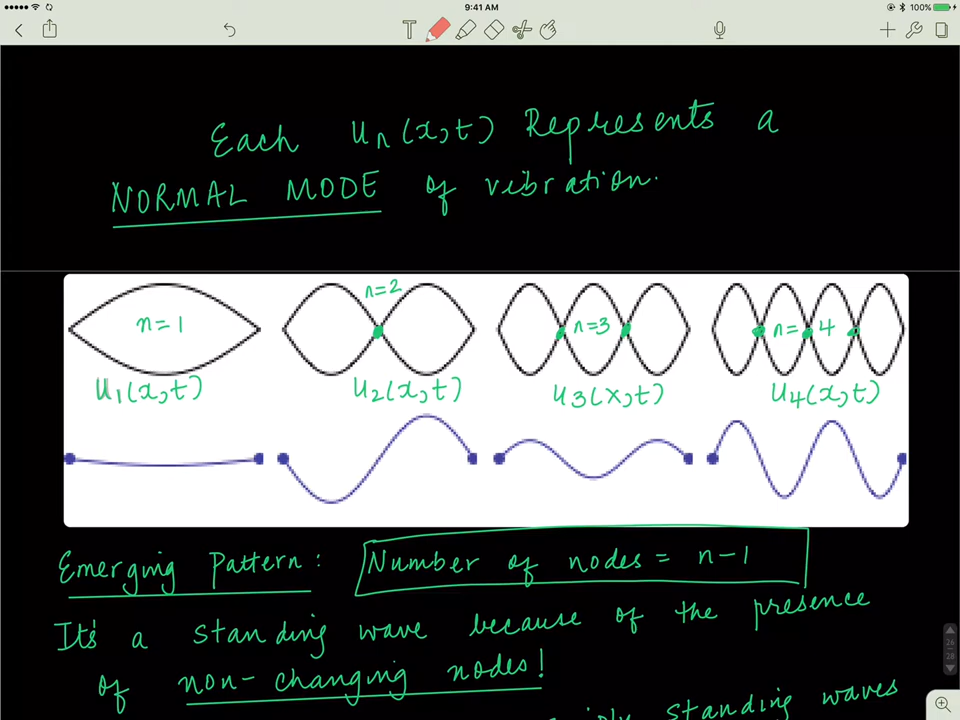 9:41 AM
100%
T
Each un(x,t) Represents a
NORMAL MODE of vibration.
n=1
n=2
n=3
n=4
u1(x,t)
u2(x,t)
u3(x,t)
u4(x,t)
Emerging Pattern: Number of nodes = n-1
It's a standing wave because of the presence
of non-changing nodes!
standing waves
26
28